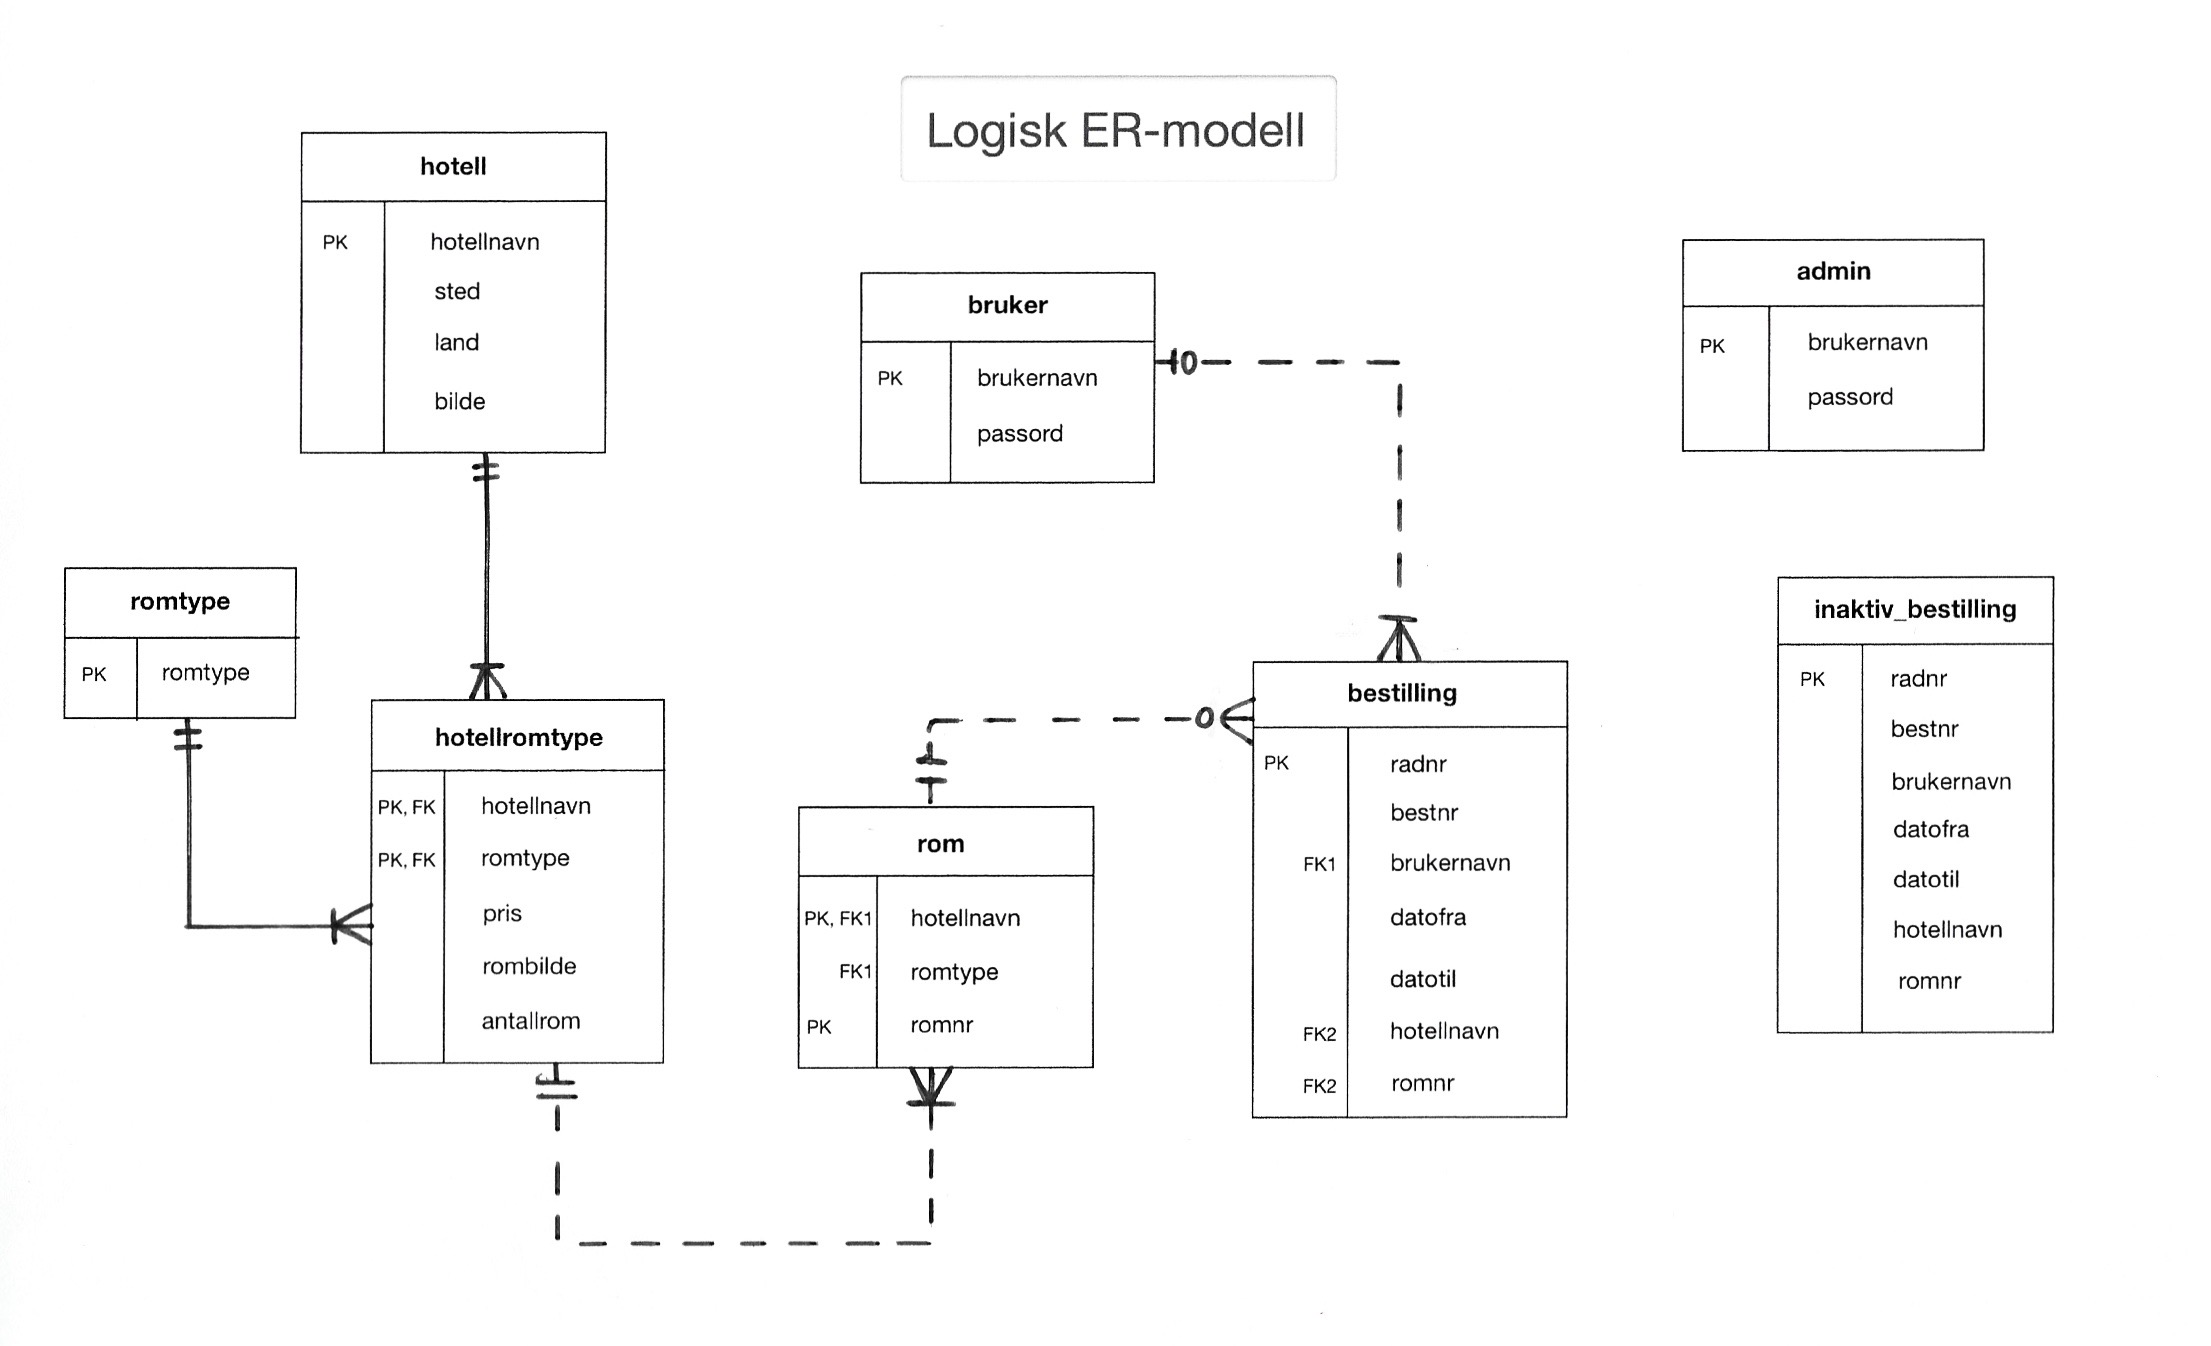 Logisk ER-modell
hotell
PK hotellnavn
sted
land
bilde
bruker
PK brukernavn
passord
admin
PK brukernavn
passord
romtype
PK romtype
hotellromtype
PK, FK hotellnavn
PK, FK romtype
pris
rombilde
antallrom
rom
PK, FK1 hotellnavn
FK1 romtype
PK romnr
bestilling
PK radnr
bestnr
FK1 brukernavn
datofra
datotil
FK2 hotellnavn
FK2 romnr
inaktiv_bestilling
PK radnr
bestnr
brukernavn
datofra
datotil
hotellnavn
romnr